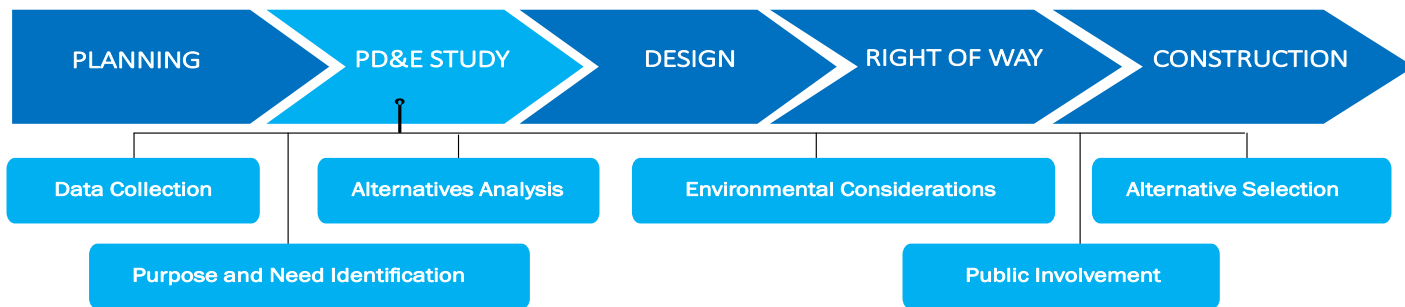 PLANNING
PD&E STUDY
DESIGN
RIGHT OF WAY
CONSTRUCTION
Data Collection
Alternatives Analysis
Environmental Considerations
Alternative Selection
Purpose and Need Identification
Public Involvement